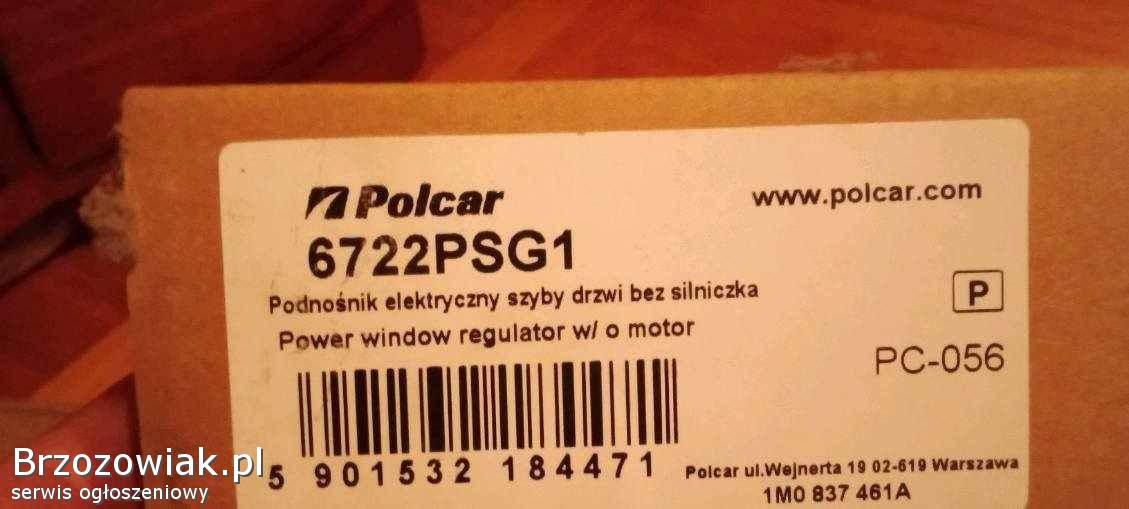 Polcar
www.polcar.com
6722PSG1
Podnośnik elektryczny szyby drzwi bez silniczka
P
Power window regulator w/ o motor
PC-056
5 901532 184471
Polcar ul.Wejnerta 19 02-619 Warszawa
1M0 837 461A
Brzozowiak.pl
serwis ogłoszeniowy